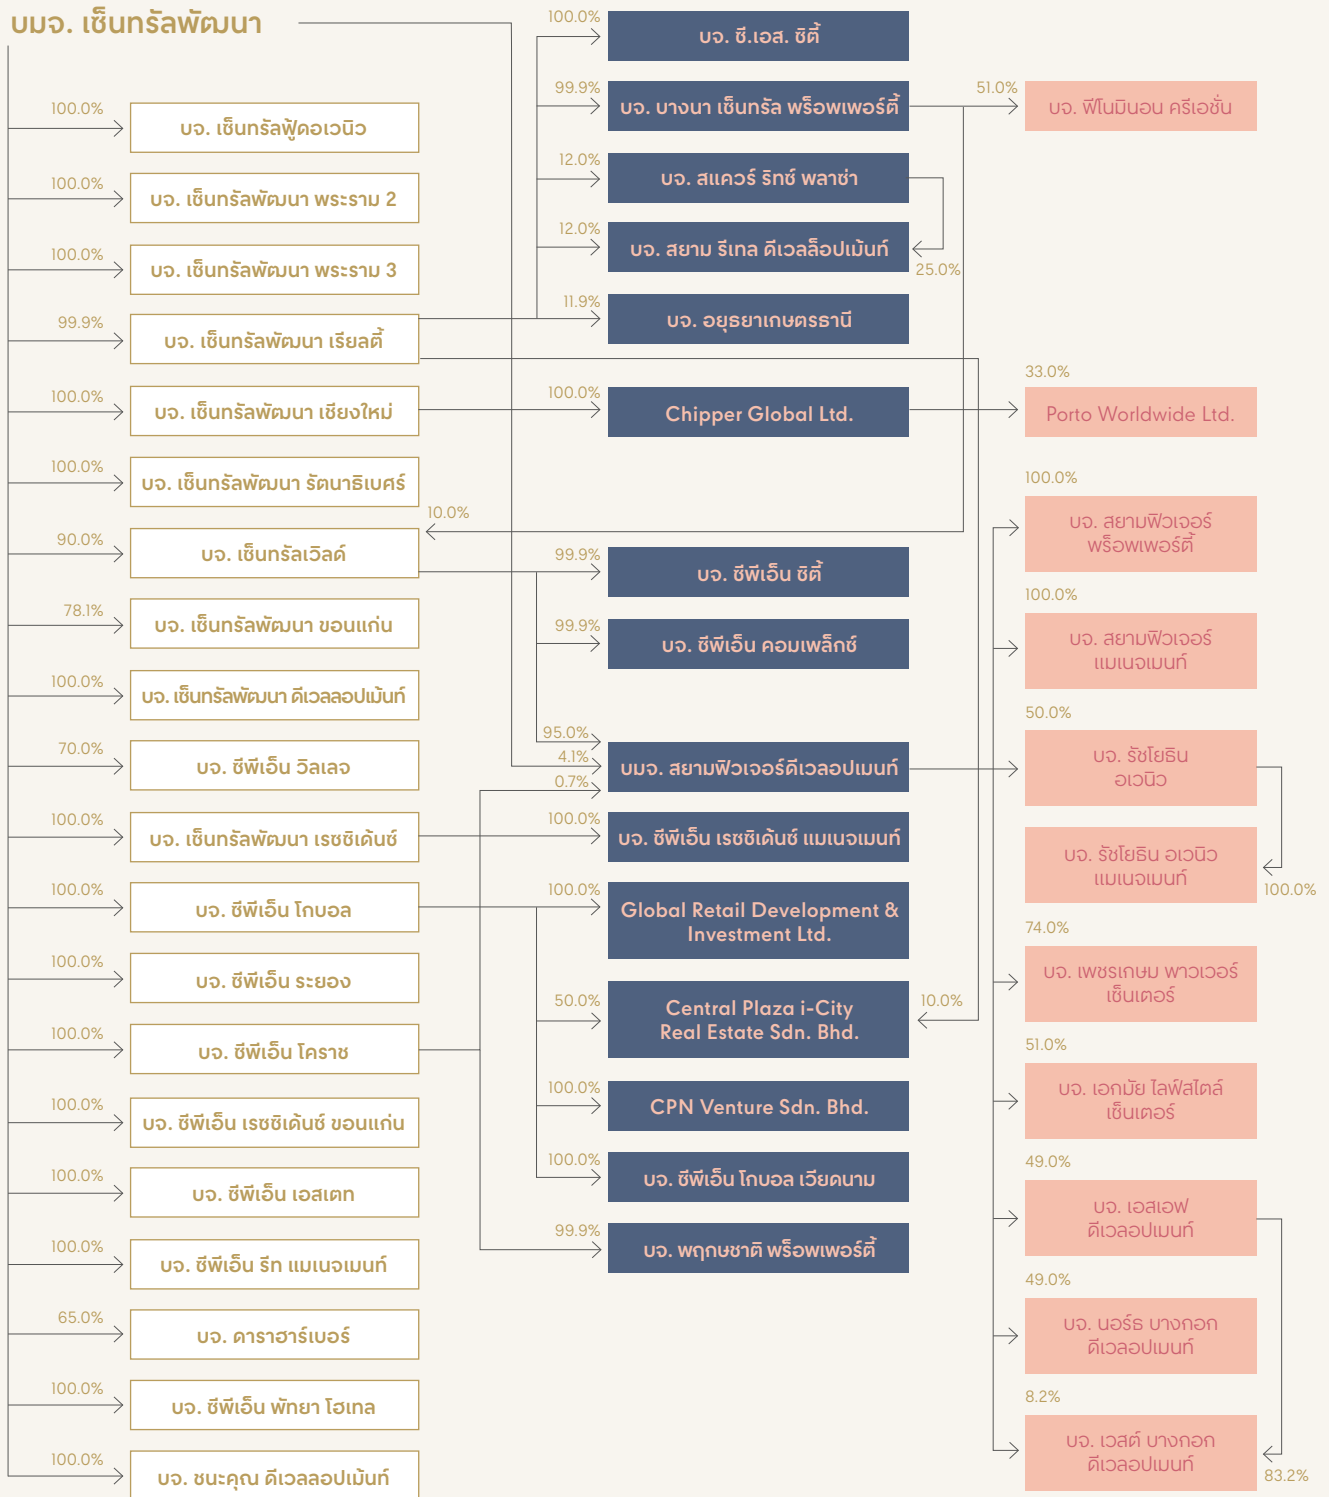 บมจ. เซ็นทรัลพัฒนา
100.0%
บจ. เซ็นทรัลฟู้ดอเวนิว
100.0%
บจ. เซ็นทรัลพัฒนา พระราม 2
100.0%
บจ. เซ็นทรัลพัฒนา พระราม 3
99.9%
บจ. เซ็นทรัลพัฒนา เรียลตี้
100.0%
บจ. เซ็นทรัลพัฒนา เชียงใหม่
100.0%
บจ. เซ็นทรัลพัฒนา รัตนาธิเบศร์
90.0%
บจ. เซ็นทรัลเวิลด์
10.0%
78.1%
บจ. เซ็นทรัลพัฒนา ขอนแก่น
100.0%
บจ. เซ็นทรัลพัฒนา ดีเวลลอปเม้นท์
70.0%
บจ. ซีพีเอ็น วิลเลจ
100.0%
บจ. เซ็นทรัลพัฒนา เรซซิเด้นซ์
100.0%
บจ. ซีพีเอ็น โกบอล
100.0%
บจ. ซีพีเอ็น ระยอง
100.0%
บจ. ซีพีเอ็น โคราช
100.0%
บจ. ซีพีเอ็น เรซซิเด้นซ์ ขอนแก่น
100.0%
บจ. ซีพีเอ็น เอสเตท
100.0%
บจ. ซีพีเอ็น รีท แมเนจเมนท์
65.0%
บจ. ดาราฮาร์เบอร์
100.0%
บจ. ซีพีเอ็น พัทยา โฮเทล
100.0%
บจ. ชนะคุณ ดีเวลลอปเม้นท์
100.0%
บจ. ซี.เอส. ซิตี้
99.9%
บจ. บางนา เซ็นทรัล พร็อพเพอร์ตี้
12.0%
บจ. สแควร์ ริทซ์ พลาซ่า
12.0%
บจ. สยาม รีเทล ดีเวลล็อปเม้นท์
25.0%
11.9%
บจ. อยุธยาเกษตรธานี
100.0%
Chipper Global Ltd.
99.9%
บจ. ซีพีเอ็น ซิตี้
99.9%
บจ. ซีพีเอ็น คอมเพล็กซ์
95.0%
4.1%
0.7%
บมจ. สยามฟิวเจอร์ดีเวลอปเมนท์
100.0%
บจ. ซีพีเอ็น เรซซิเด้นซ์ แมเนจเมนท์
100.0%
Global Retail Development &
Investment Ltd.
50.0%
Central Plaza i-City
Real Estate Sdn. Bhd.
10.0%
100.0%
CPN Venture Sdn. Bhd.
100.0%
บจ. ซีพีเอ็น โกบอล เวียดนาม
99.9%
บจ. พฤกษชาติ พร็อพเพอร์ตี้
51.0%
บจ. ฟีโนมินอน ครีเอชั่น
33.0%
Porto Worldwide Ltd.
100.0%
บจ. สยามฟิวเจอร์
พร็อพเพอร์ตี้
100.0%
บจ. สยามฟิวเจอร์
แมเนจเมนท์
50.0%
บจ. รัชโยธิน
อเวนิว
บจ. รัชโยธิน อเวนิว
แมเนจเมนท์
100.0%
74.0%
บจ. เพชรเกษม พาวเวอร์
เซ็นเตอร์
51.0%
บจ. เอกมัย ไลฟ์สไตล์
เซ็นเตอร์
49.0%
บจ. เอสเอฟ
ดีเวลอปเมนท์
49.0%
บจ. นอร์ธ บางกอก
ดีเวลอปเมนท์
8.2%
บจ. เวสต์ บางกอก
ดีเวลอปเมนท์
83.2%